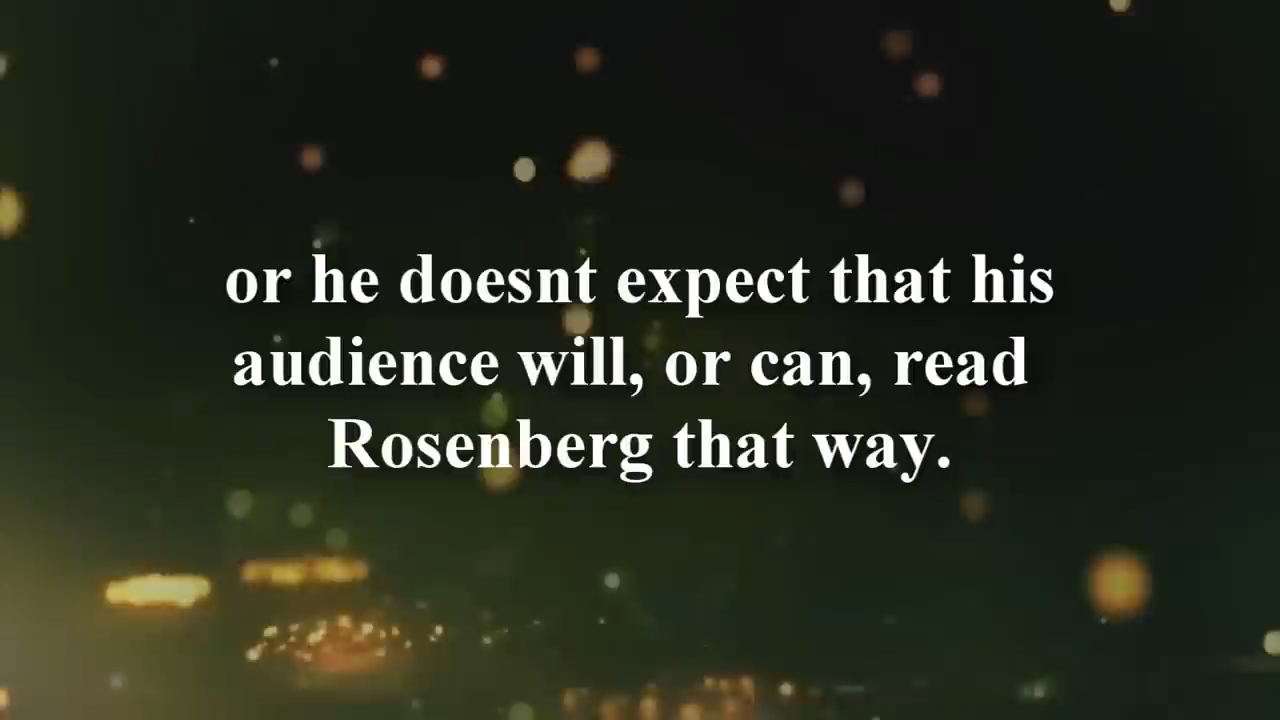 or he doesnt expect that his
audience will, or can, read
Rosenberg that way.